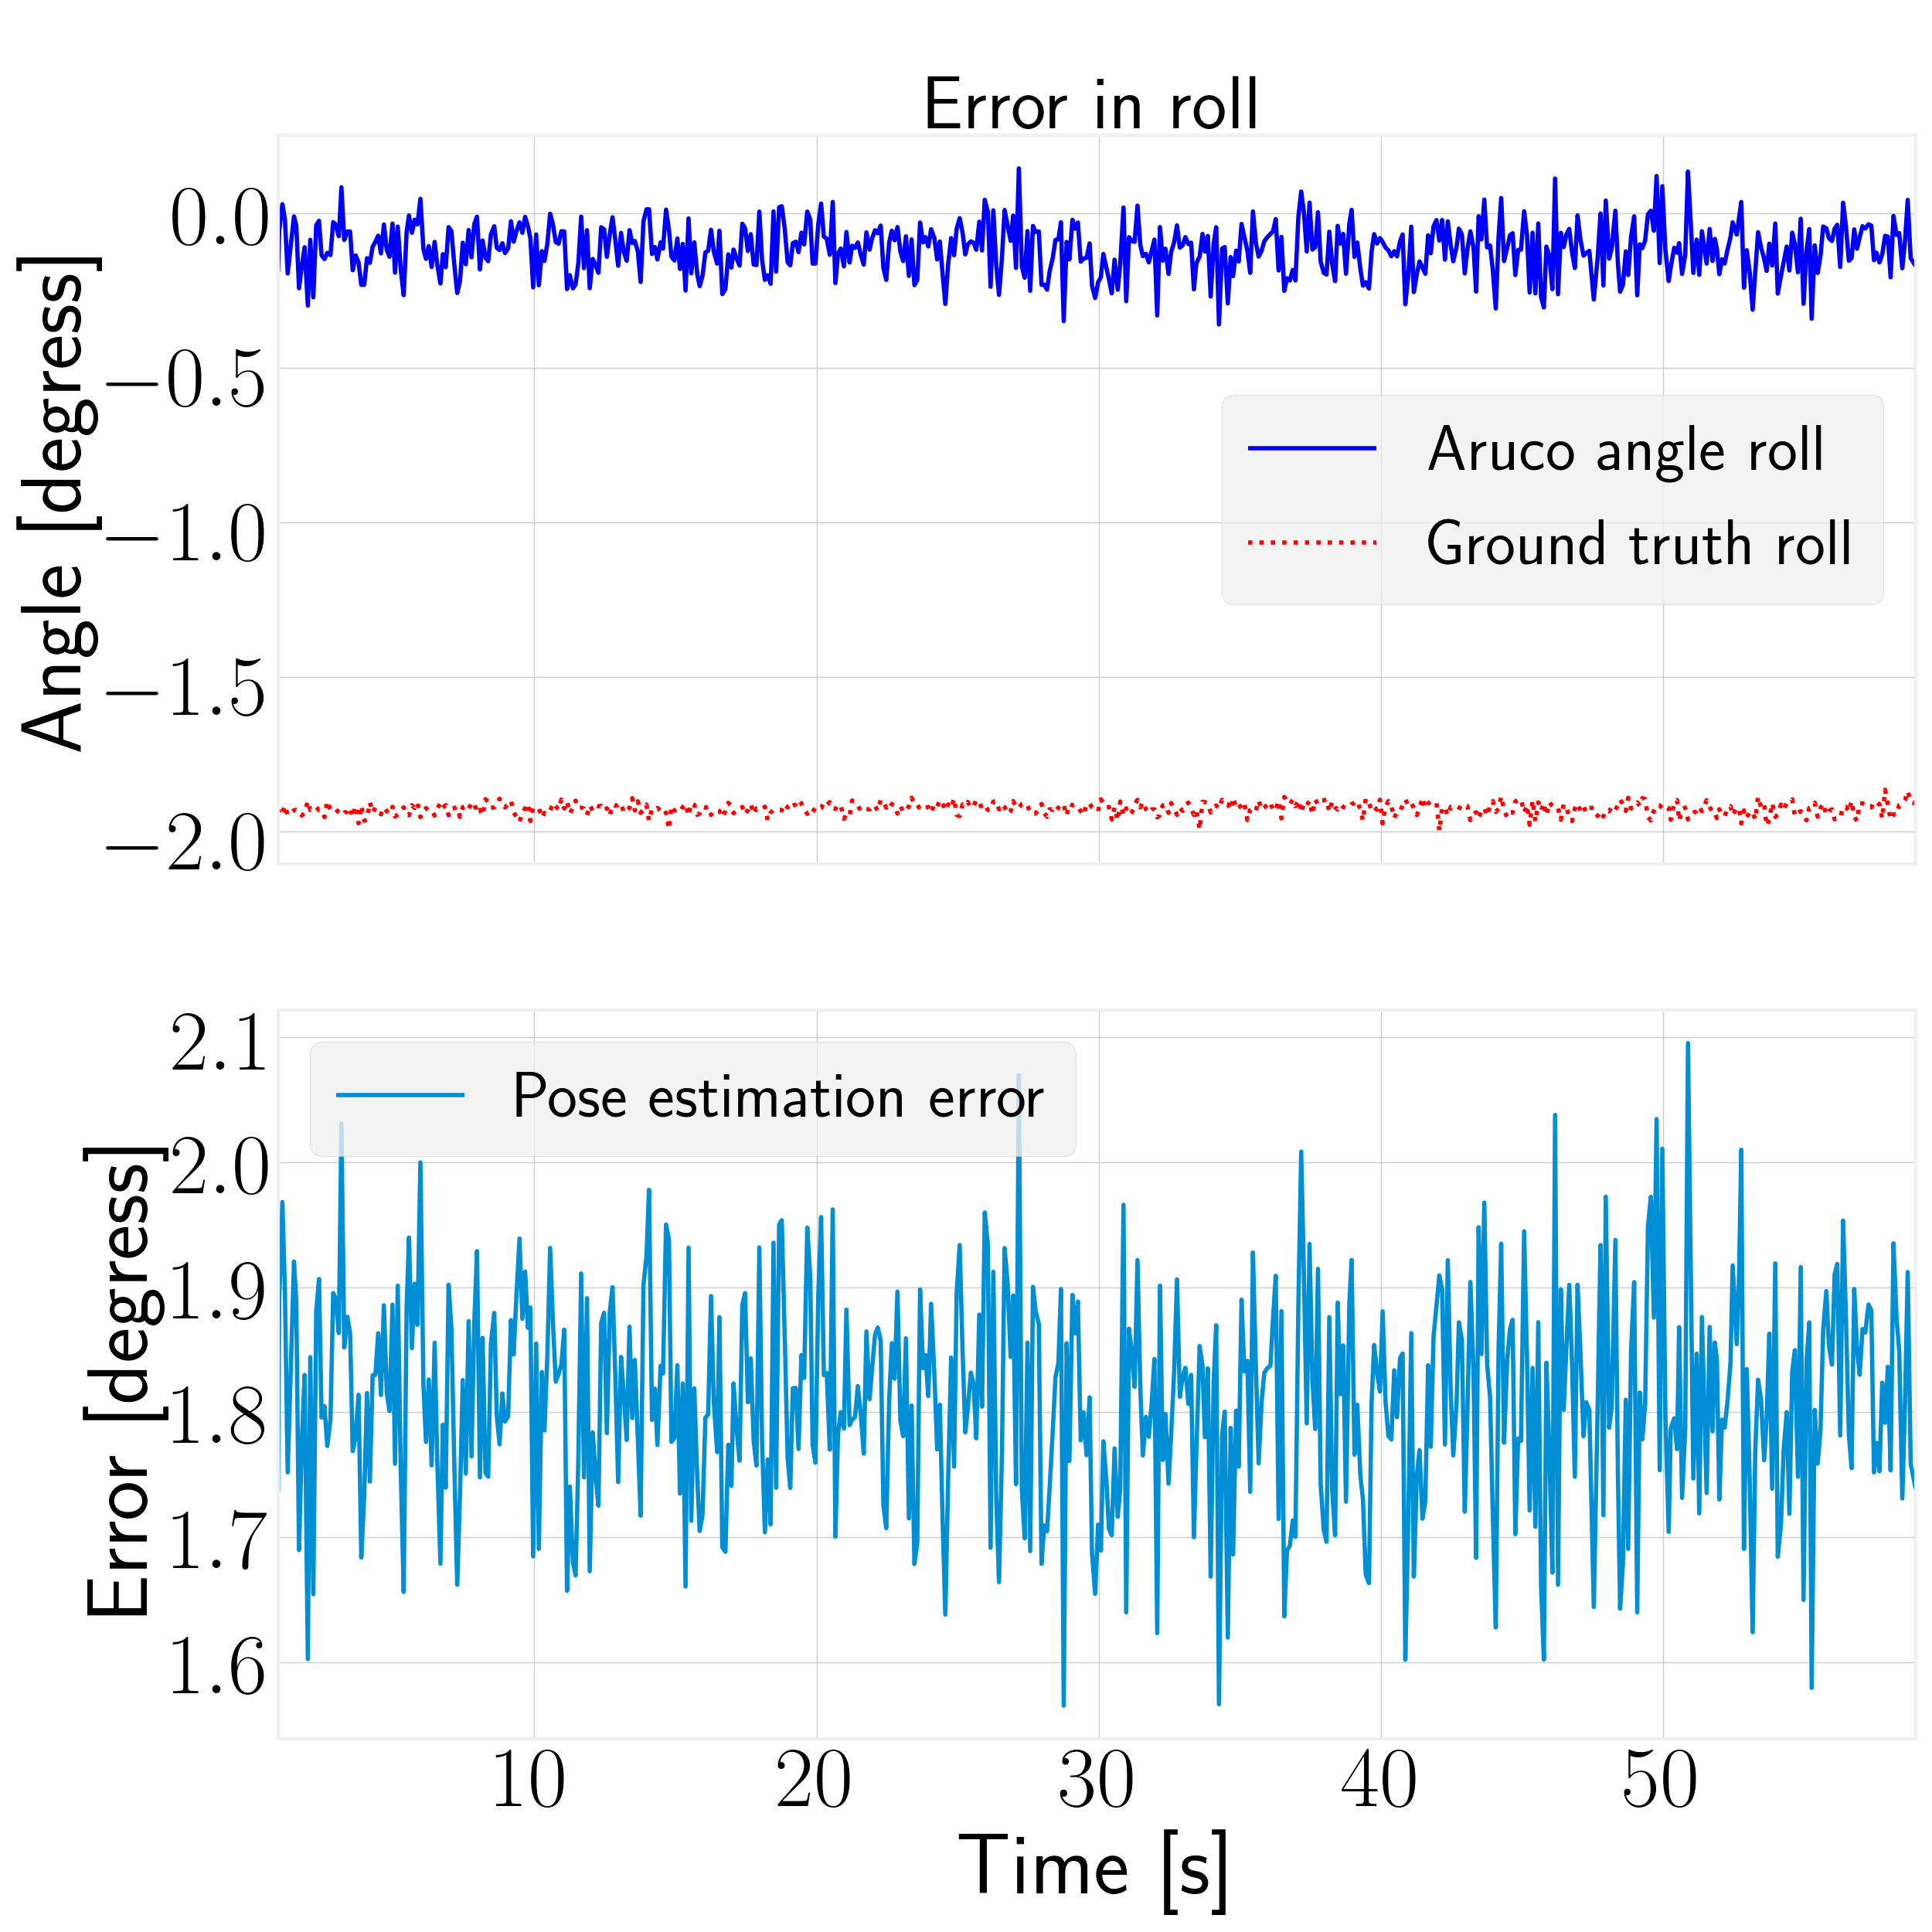 Error in roll
Angle [degress]
0.0
−0.5
−1.0
−1.5
−2.0
Aruco angle roll
Ground truth roll
Error [degress]
2.1
2.0
1.9
1.8
1.7
1.6
Pose estimation error
10 20 30 40 50
Time [s]